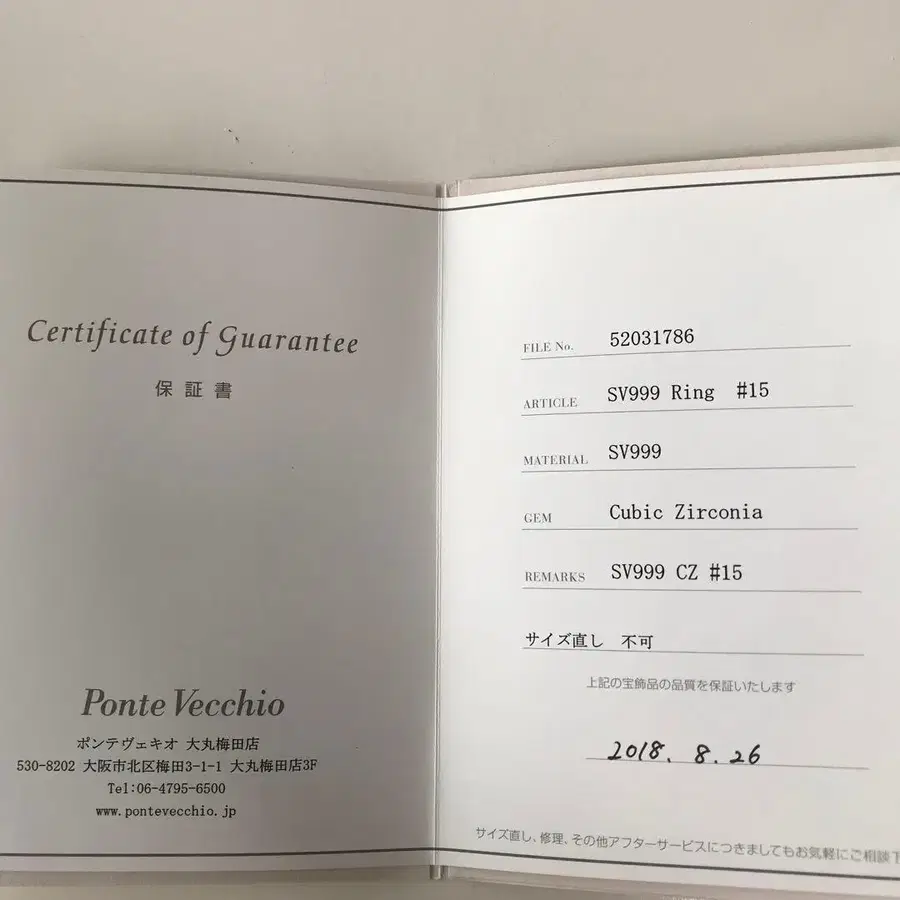 Certificate of Guarantee
保証書
Ponte Vecchio
ポンテヴェキオ 大丸梅田店
530-8202 大阪市北区梅田3-1-1 大丸梅田店3F
Tel:06-4795-6500
www.pontevecchio.jp
FILE No. 52031786
ARTICLE SV999 Ring #15
MATERIAL SV999
GEM Cubic Zirconia
REMARKS SV999 CZ #15
サイズ直し 不可
上記の宝飾品の品質を保証いたします
2018. 8. 26
サイズ直し、修理、その他アフターサービスにつきましてもお気軽にご相談下